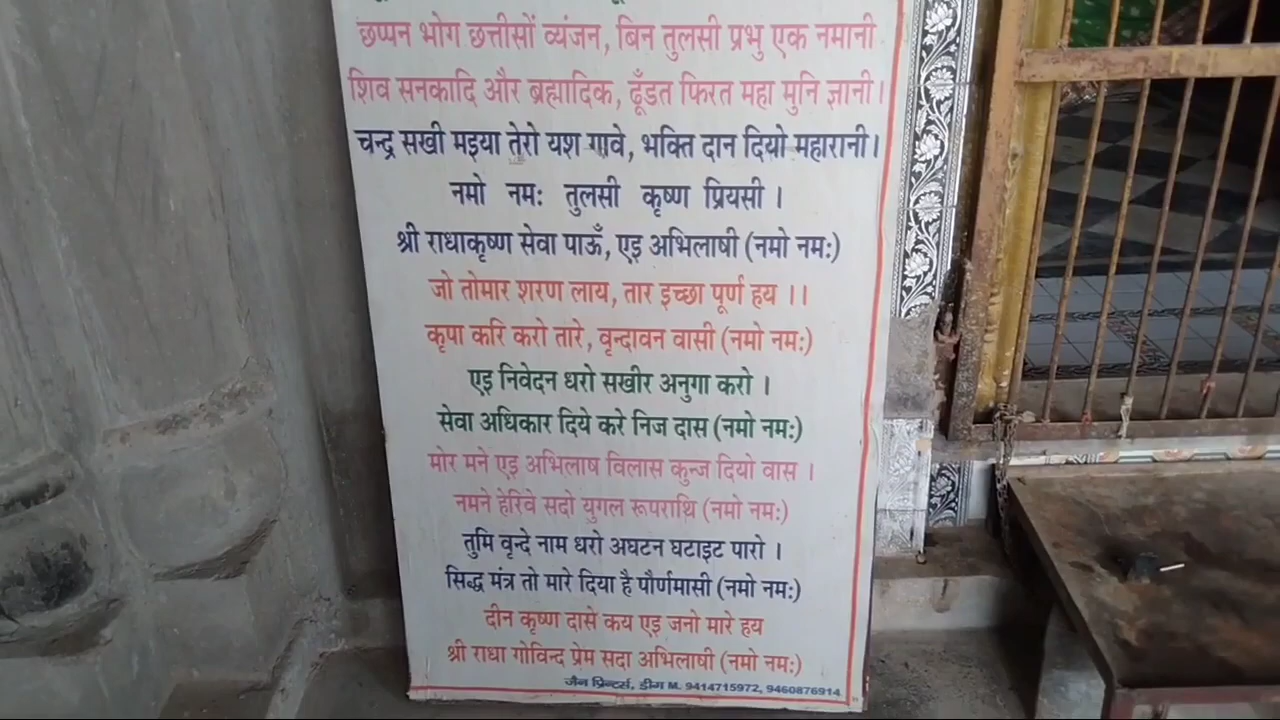 छप्पन भोग छत्तीसों व्यंजन, बिन तुलसी प्रभु एक नमानी
शिव सनकादि और ब्रह्मादिक, ढूँडत फिरत महा मुनि ज्ञानी।
चन्द्र सखी मइया तेरो यश गावे, भक्ति दान दियो महारानी।
नमो नमः तुलसी कृष्ण प्रियसी ।
श्री राधाकृष्ण सेवा पाऊँ, एइ अभिलाषी (नमो नमः)
जो तोमार शरण लाय, तार इच्छा पूर्ण हय ।।
कृपा करि करो तारे, वृन्दावन वासी (नमो नमः)
एइ निवेदन धरो सखीर अनुगा करो ।
सेवा अधिकार दिये करे निज दास (नमो नमः)
मोर मने एइ अभिलाष विलास कुन्ज दियो वास ।
नमने हेरिवे सदो युगल रूपराथि (नमो नमः)
तुमि वृन्दे नाम धरो अघटन घटाइट पारो ।
सिद्ध मंत्र तो मारे दिया है पौर्णमासी (नमो नमः)
दीन कृष्ण दासे कय एइ जनो मारे हय
श्री राधा गोविन्द प्रेम सदा अभिलाषी (नमो नमः)
जैन प्रिन्टर्स, डीग M. 9414715972, 9460876914